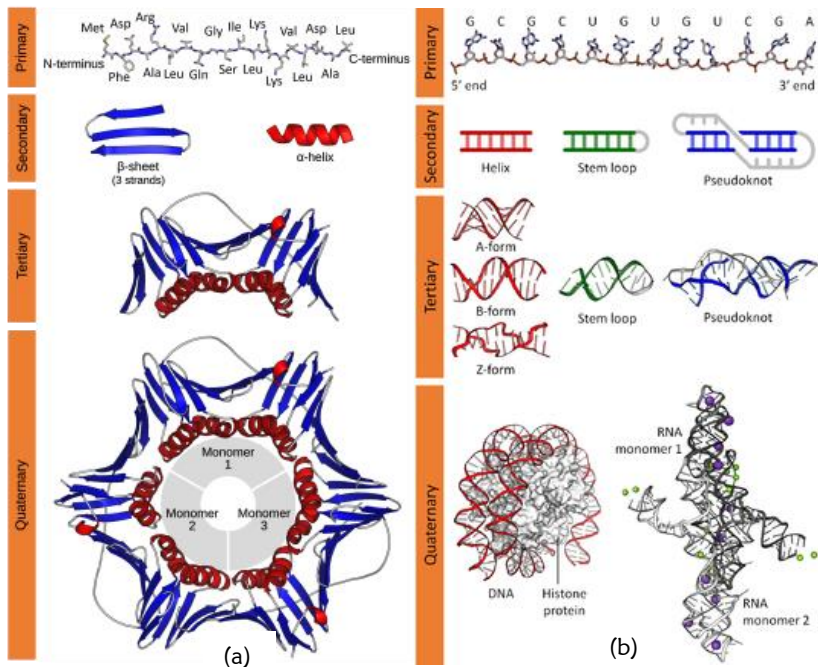 Primary
Met Asp Arg Val Gly Ile Lys Val Asp Leu
N-terminus C-terminus
Phe Ala Leu Gln Ser Leu Lys Leu Ala
Secondary
β-sheet
(3 strands)
α-helix
Tertiary
Quaternary
Monomer
1
Monomer
2
Monomer
3
(a)
Primary
G C G C U G U G U C G A
5' end 3' end
Secondary
Helix
Stem loop
Pseudoknot
Tertiary
A-form
B-form
Z-form
Stem loop
Pseudoknot
Quaternary
DNA
Histone
protein
RNA
monomer 1
RNA
monomer 2
(b)